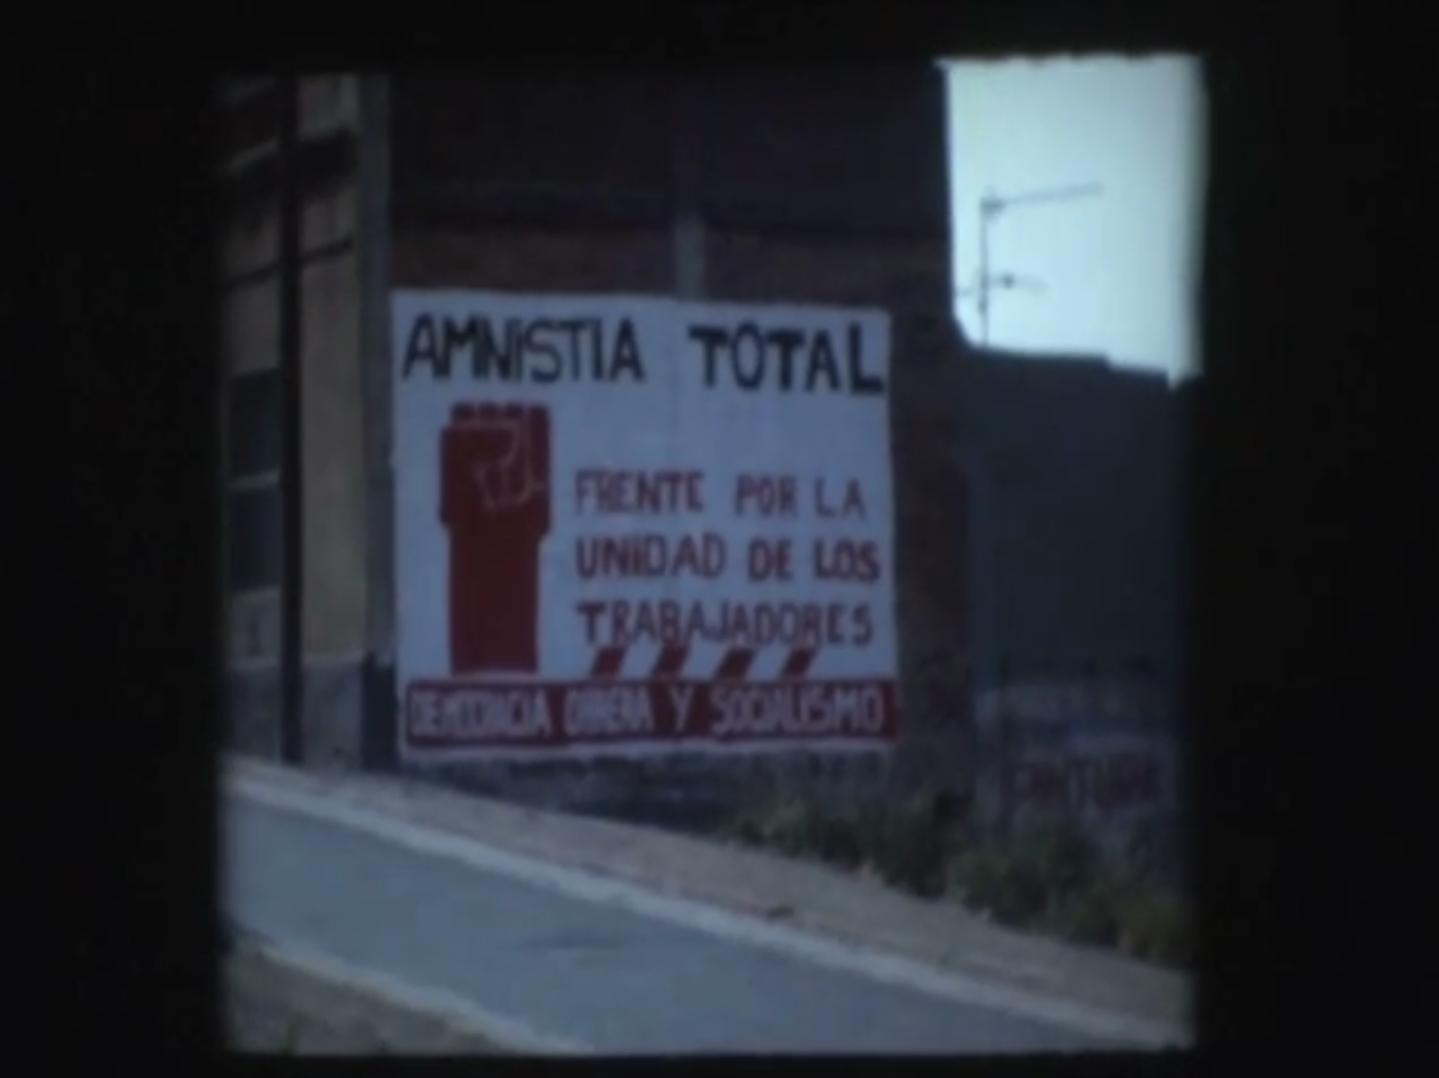 AMNISTIA TOTAL
FRENTE POR LA
UNIDAD DE LOS
TRABAJADORES
DEMOCRACIA OBRERA Y SOCIALISMO